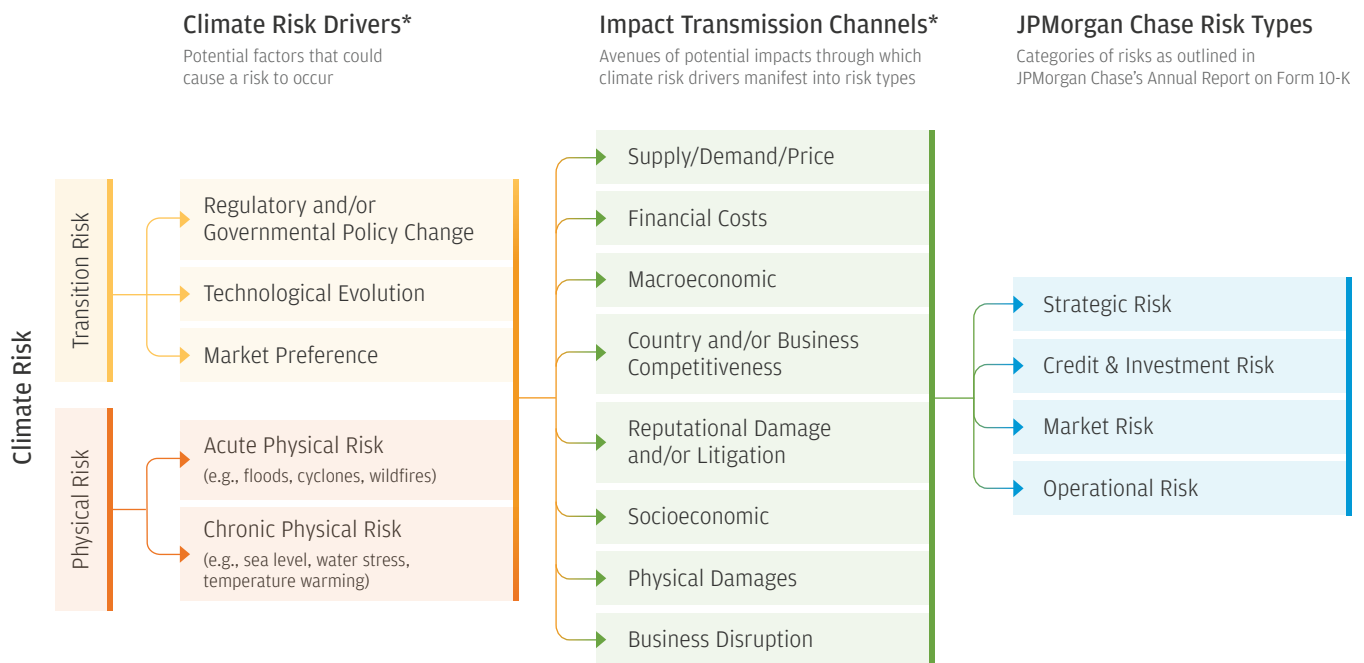 Climate Risk Drivers*
Potential factors that could
cause a risk to occur
Impact Transmission Channels*
Avenues of potential impacts through which
climate risk drivers manifest into risk types
JPMorgan Chase Risk Types
Categories of risks as outlined in
JPMorgan Chase's Annual Report on Form 10-K
Climate Risk
Transition Risk
Regulatory and/or
Governmental Policy Change
Technological Evolution
Market Preference
Physical Risk
Acute Physical Risk
(e.g., floods, cyclones, wildfires)
Chronic Physical Risk
(e.g., sea level, water stress,
temperature warming)
Supply/Demand/Price
Financial Costs
Macroeconomic
Country and/or Business
Competitiveness
Reputational Damage
and/or Litigation
Socioeconomic
Physical Damages
Business Disruption
Strategic Risk
Credit & Investment Risk
Market Risk
Operational Risk